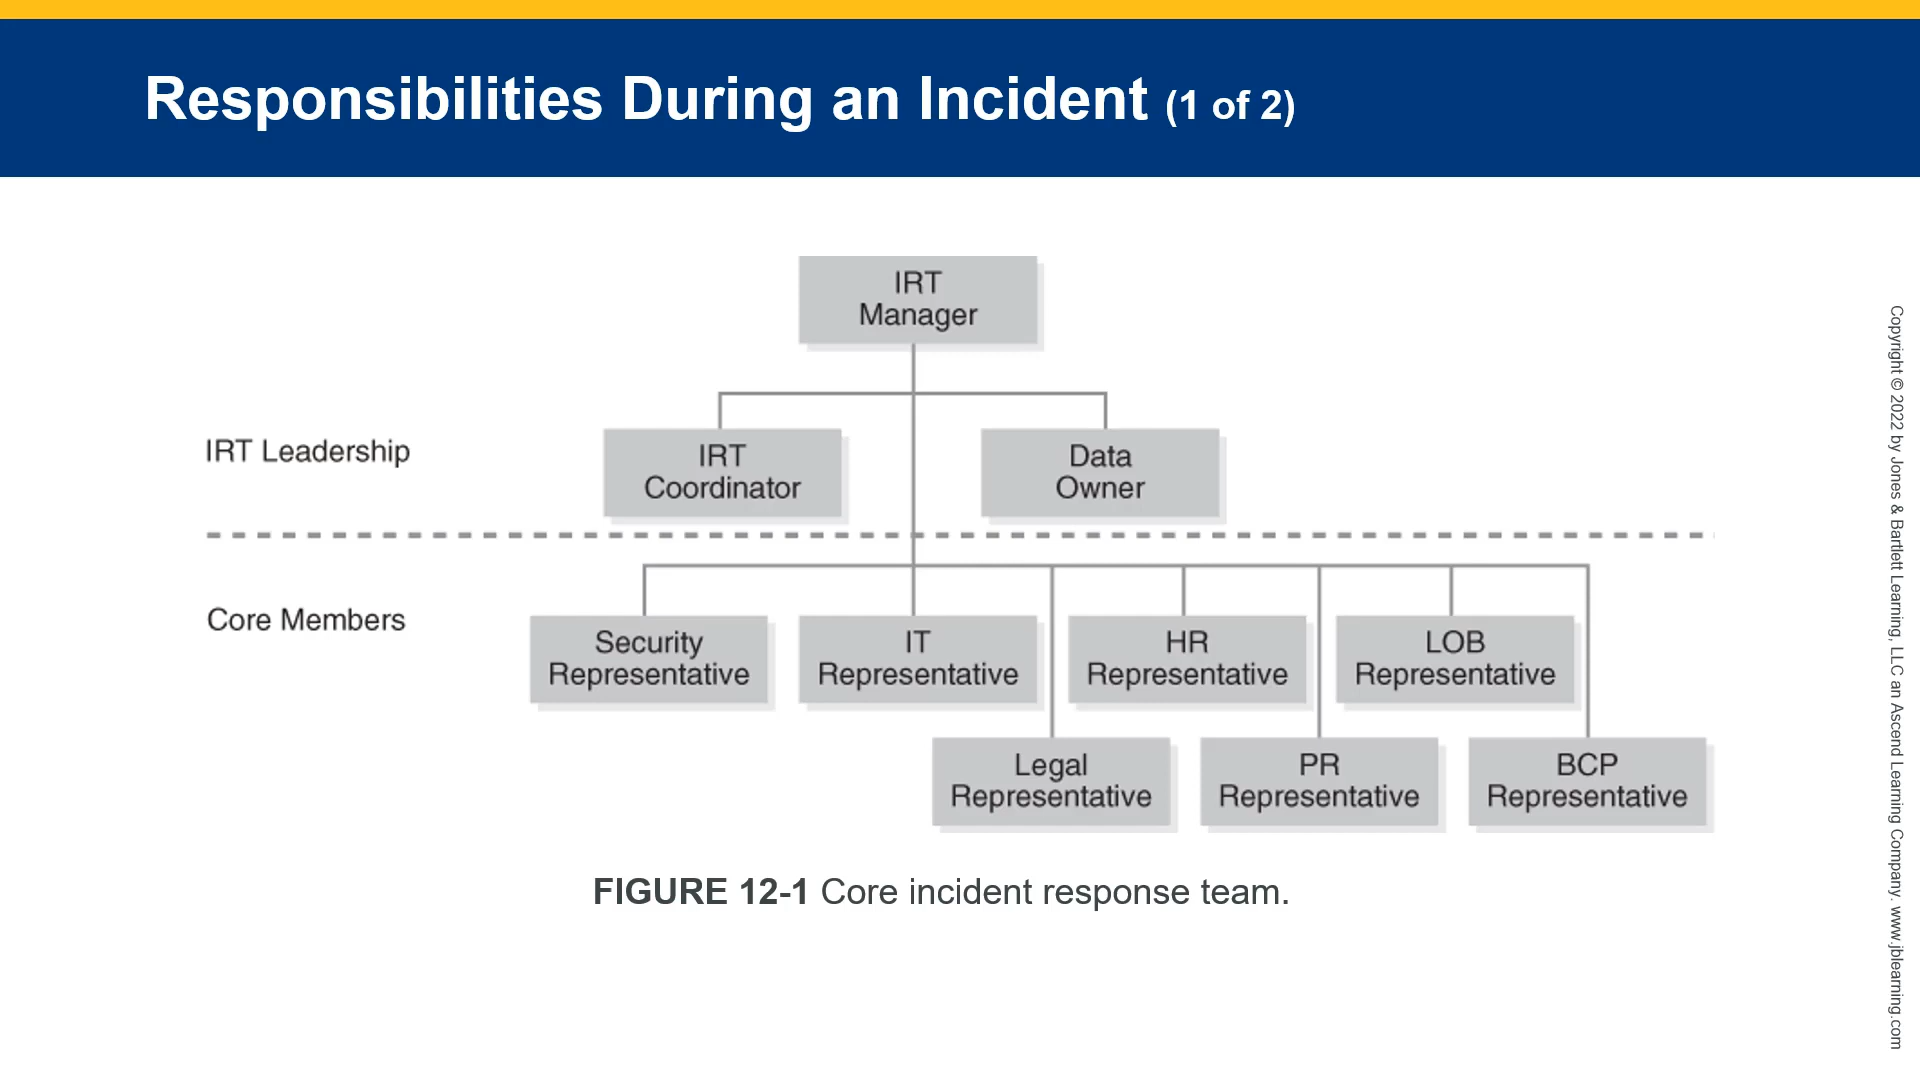 Responsibilities During an Incident (1 of 2)
IRT
Manager
IRT Leadership
IRT
Coordinator
Data
Owner
Core Members
Security
Representative
IT
Representative
HR
Representative
LOB
Representative
Legal
Representative
PR
Representative
BCP
Representative
FIGURE 12-1 Core incident response team.
Copyright © 2022 by Jones & Bartlett Learning, LLC an Ascend Learning Company. www.jblearning.com